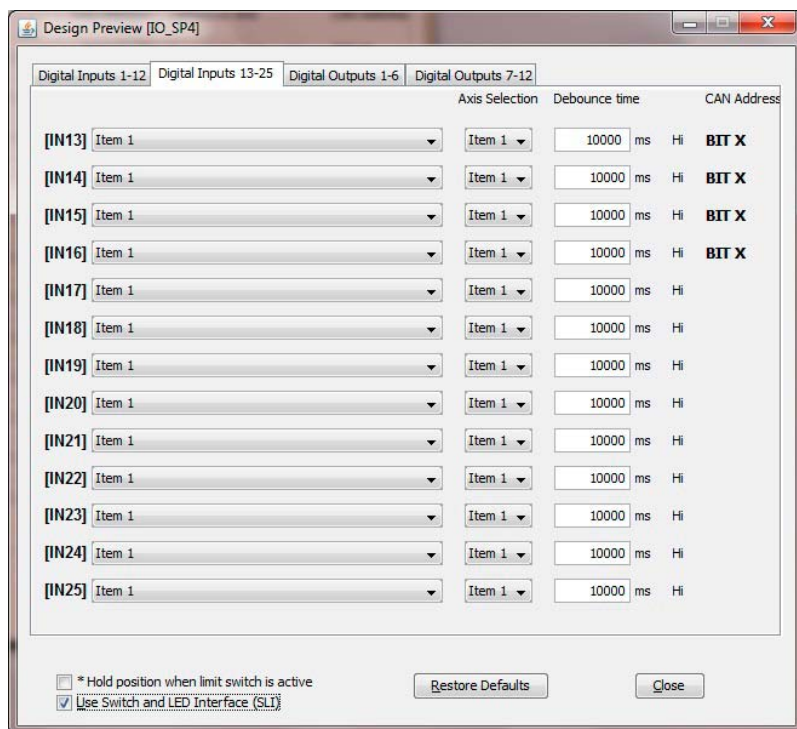 Design Preview [IO_SP4]
Digital Inputs 1-12 Digital Inputs 13-25 Digital Outputs 1-6 Digital Outputs 7-12
Axis Selection Debounce time CAN Address
[IN13] Item 1 Item 1 10000 ms Hi BIT X
[IN14] Item 1 Item 1 10000 ms Hi BIT X
[IN15] Item 1 Item 1 10000 ms Hi BIT X
[IN16] Item 1 Item 1 10000 ms Hi BIT X
[IN17] Item 1 Item 1 10000 ms Hi
[IN18] Item 1 Item 1 10000 ms Hi
[IN19] Item 1 Item 1 10000 ms Hi
[IN20] Item 1 Item 1 10000 ms Hi
[IN21] Item 1 Item 1 10000 ms Hi
[IN22] Item 1 Item 1 10000 ms Hi
[IN23] Item 1 Item 1 10000 ms Hi
[IN24] Item 1 Item 1 10000 ms Hi
[IN25] Item 1 Item 1 10000 ms Hi
* Hold position when limit switch is active
Use Switch and LED Interface (SLI)
Restore Defaults Close